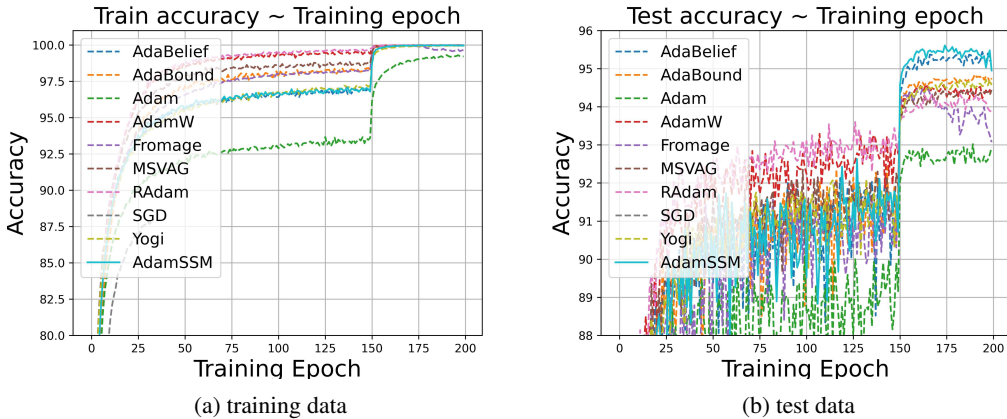 Train accuracy ~ Training epoch
100.0
97.5
95.0
92.5
90.0
87.5
85.0
82.5
80.0
Accuracy
AdaBelief
AdaBound
Adam
AdamW
Fromage
MSVAG
RAdam
SGD
Yogi
AdamSSM
0 25 50 75 100 125 150 175 200
Training Epoch
(a) training data
Test accuracy ~ Training epoch
96
95
94
93
92
91
90
89
88
Accuracy
AdaBelief
AdaBound
Adam
AdamW
Fromage
MSVAG
RAdam
SGD
Yogi
AdamSSM
0 25 50 75 100 125 150 175 200
Training Epoch
(b) test data